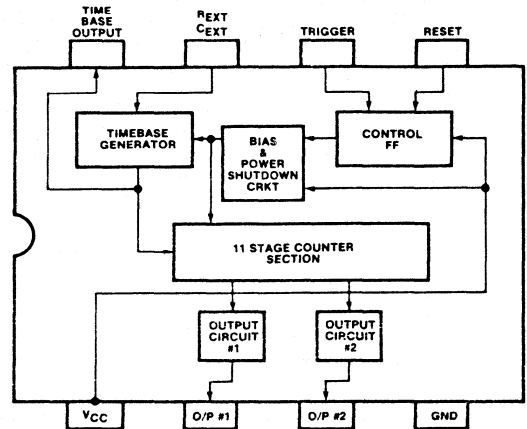 TIME
BASE
OUTPUT
REXT
CEXT
TRIGGER
RESET
TIMEBASE
GENERATOR
BIAS
&
POWER
SHUTDOWN
CRKT
CONTROL
FF
11 STAGE COUNTER
SECTION
OUTPUT
CIRCUIT
#1
OUTPUT
CIRCUIT
#2
VCC
O/P #1
O/P #2
GND